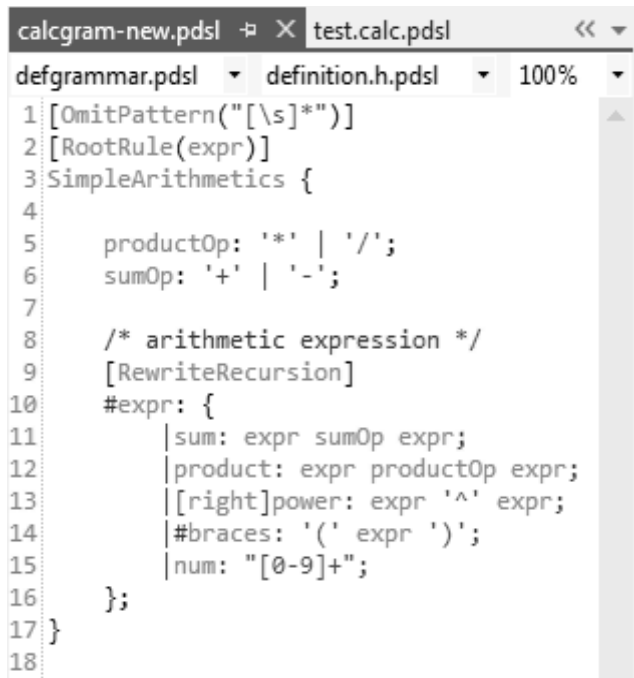 calcgram-new.pdsl test.calc.pdsl
defgrammar.pdsl definition.h.pdsl 100%
1 [OmitPattern("[\s]*")]
2 [RootRule(expr)]
3 SimpleArithmetics {
4
5     productOp: '*' | '/';
6     sumOp: '+' | '-';
7
8     /* arithmetic expression */
9     [RewriteRecursion]
10     #expr: {
11         |sum: expr sumOp expr;
12         |product: expr productOp expr;
13         |[right]power: expr '^' expr;
14         |#braces: '(' expr ')';
15         |num: "[0-9]+";
16     };
17 }
18